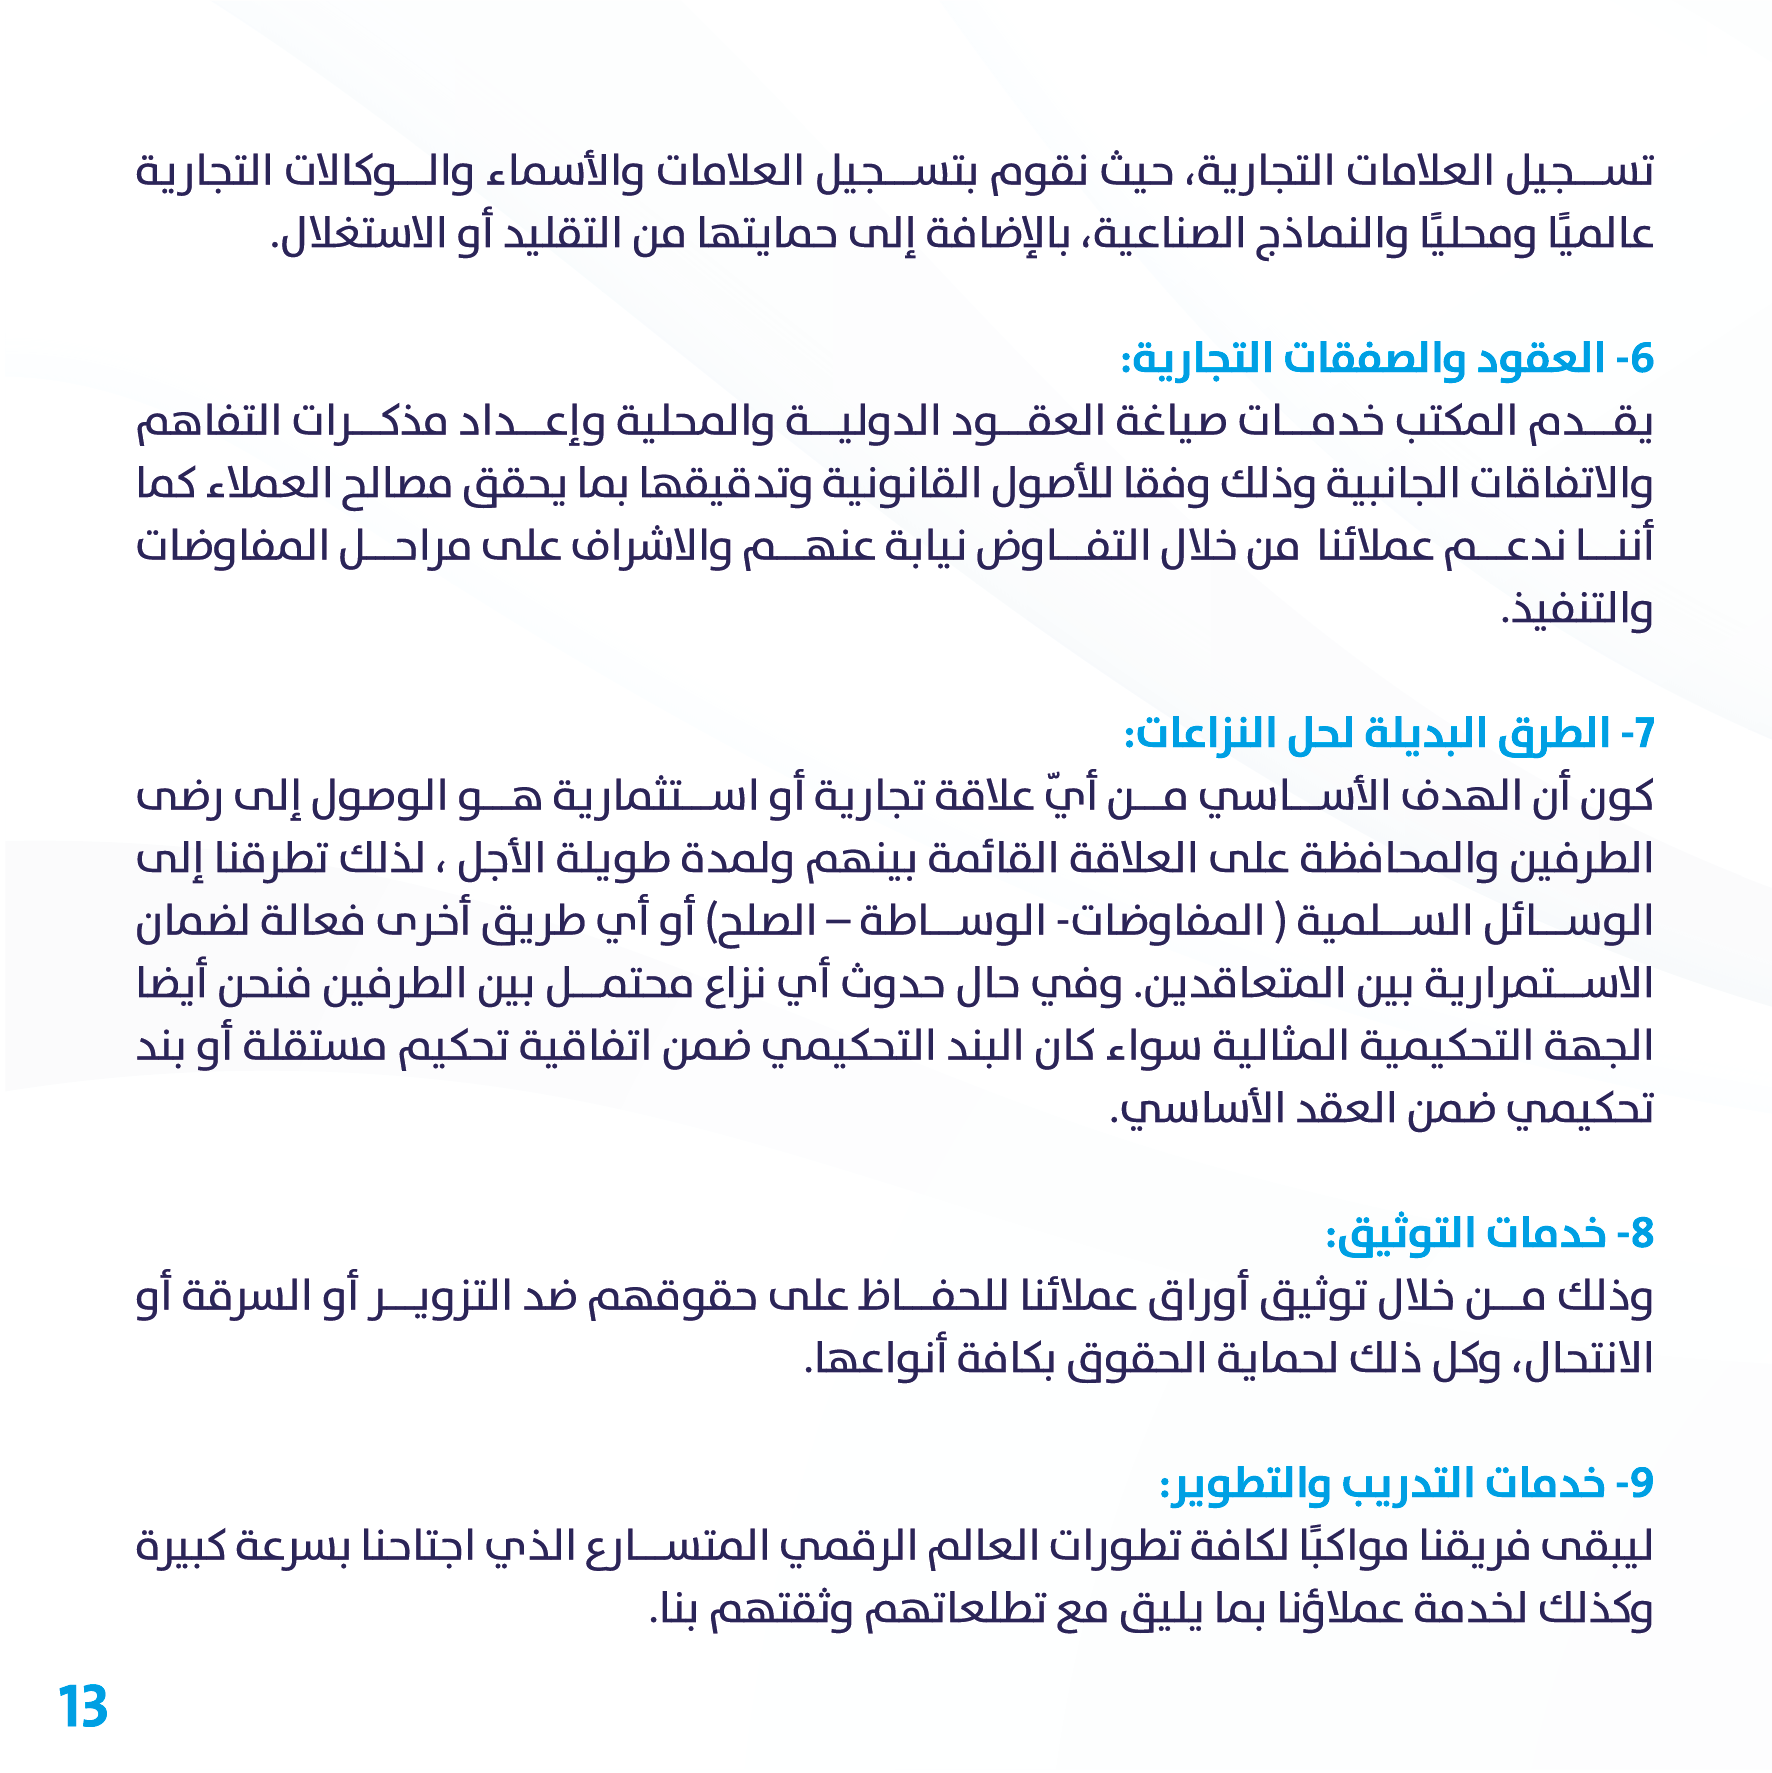 تسجيل العلامات التجارية، حيث نقوم بتسجيل العلامات والأسماء والوكالات التجارية
عالميًا ومحليًا والنماذج الصناعية، بالإضافة إلى حمايتها من التقليد أو الاستغلال.
6- العقود والصفقات التجارية:
يقدم المكتب خدمات صياغة العقود الدولية والمحلية وإعداد مذكرات التفاهم
والاتفاقات الجانبية وذلك وفقا للأصول القانونية وتدقيقها بما يحقق مصالح العملاء كما
أننا ندعم عملائنا من خلال التفاوض نيابة عنهم والاشراف على مراحل المفاوضات
والتنفيذ.
7- الطرق البديلة لحل النزاعات:
كون أن الهدف الأساسي من أيّ علاقة تجارية أو استثمارية هو الوصول إلى رضى
الطرفين والمحافظة على العلاقة القائمة بينهم ولمدة طويلة الأجل ، لذلك تطرقنا إلى
الوسائل السلمية ( المفاوضات- الوساطة – الصلح) أو أي طريق أخرى فعالة لضمان
الاستمرارية بين المتعاقدين. وفي حال حدوث أي نزاع محتمل بين الطرفين فنحن أيضا
الجهة التحكيمية المثالية سواء كان البند التحكيمي ضمن اتفاقية تحكيم مستقلة أو بند
تحكيمي ضمن العقد الأساسي.
8- خدمات التوثيق:
وذلك من خلال توثيق أوراق عملائنا للحفاظ على حقوقهم ضد التزوير أو السرقة أو
الانتحال، وكل ذلك لحماية الحقوق بكافة أنواعها.
9- خدمات التدريب والتطوير:
ليبقى فريقنا مواكبًا لكافة تطورات العالم الرقمي المتسارع الذي اجتاحنا بسرعة كبيرة
وكذلك لخدمة عملاؤنا بما يليق مع تطلعاتهم وثقتهم بنا.
13